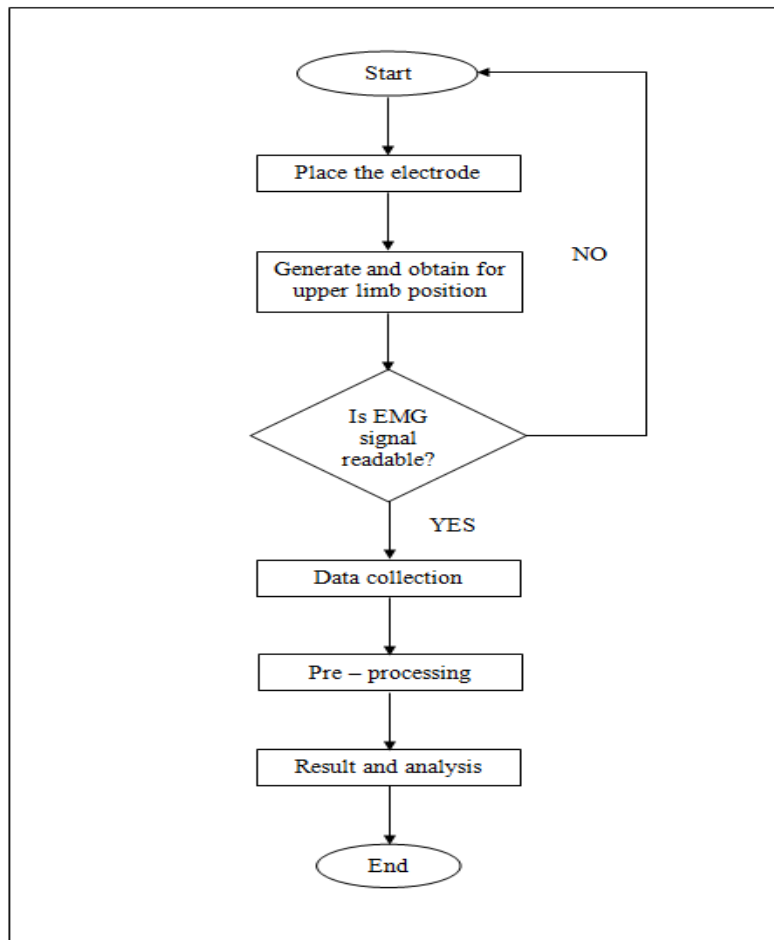 Start
Place the electrode
Generate and obtain for
upper limb position
NO
Is EMG
signal
readable?
YES
Data collection
Pre – processing
Result and analysis
End